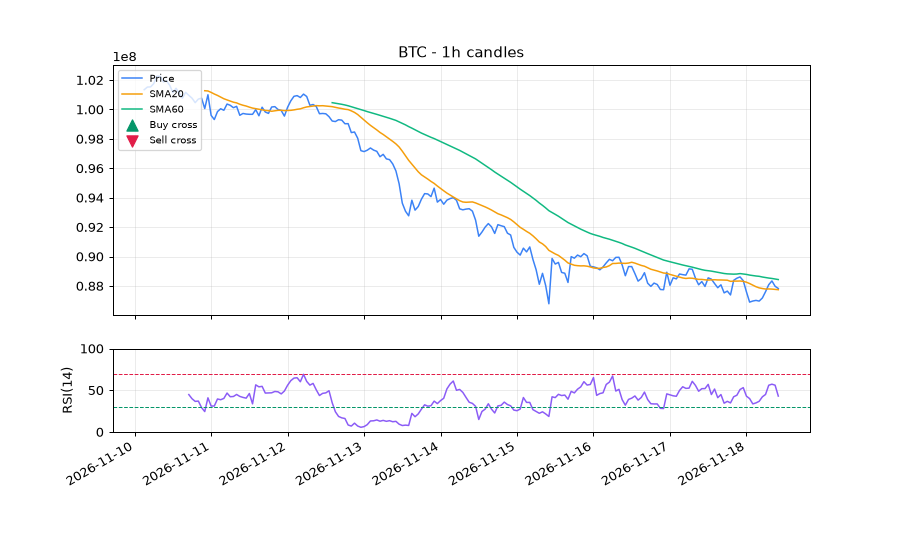 BTC - 1h candles
1e8
Price
SMA20
SMA60
Buy cross
Sell cross
1.02
1.00
0.98
0.96
0.94
0.92
0.90
0.88
RSI(14)
100
50
0
2026-11-10
2026-11-11
2026-11-12
2026-11-13
2026-11-14
2026-11-15
2026-11-16
2026-11-17
2026-11-18